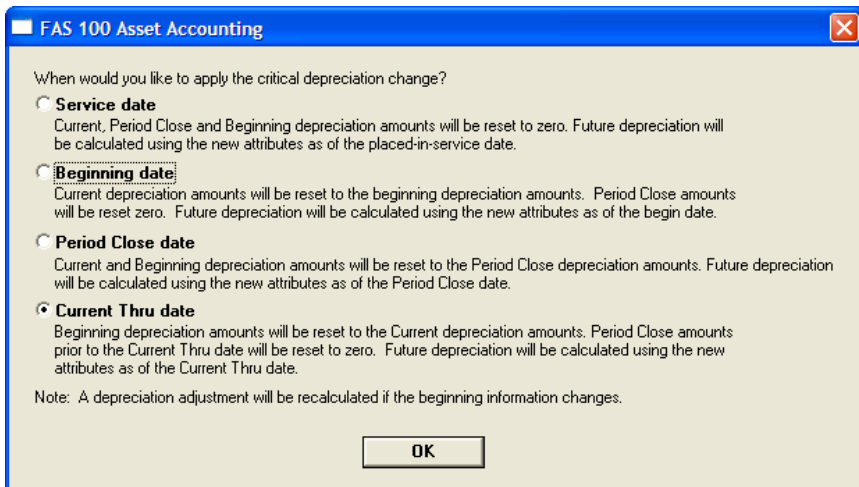 FAS 100 Asset Accounting
When would you like to apply the critical depreciation change?
Service date
Current, Period Close and Beginning depreciation amounts will be reset to zero. Future depreciation will
be calculated using the new attributes as of the placed-in-service date.
Beginning date
Current depreciation amounts will be reset to the beginning depreciation amounts. Period Close amounts
will be reset zero. Future depreciation will be calculated using the new attributes as of the begin date.
Period Close date
Current and Beginning depreciation amounts will be reset to the Period Close depreciation amounts. Future depreciation
will be calculated using the new attributes as of the Period Close date.
Current Thru date
Beginning depreciation amounts will be reset to the Current depreciation amounts. Period Close amounts
prior to the Current Thru date will be reset to zero. Future depreciation will be calculated using the new
attributes as of the Current Thru date.
Note: A depreciation adjustment will be recalculated if the beginning information changes.
OK